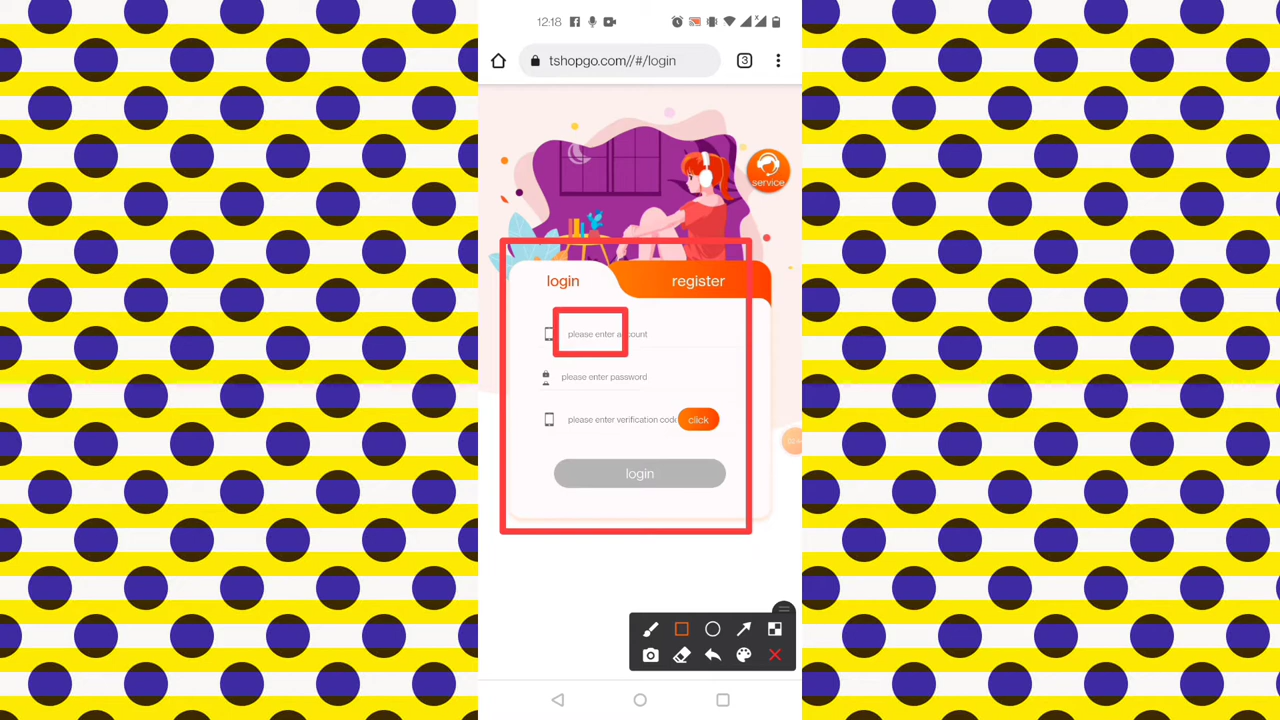 12:18
tshopgo.com//#/login
3
service
login
register
please enter account
please enter password
please enter verification code
click
login